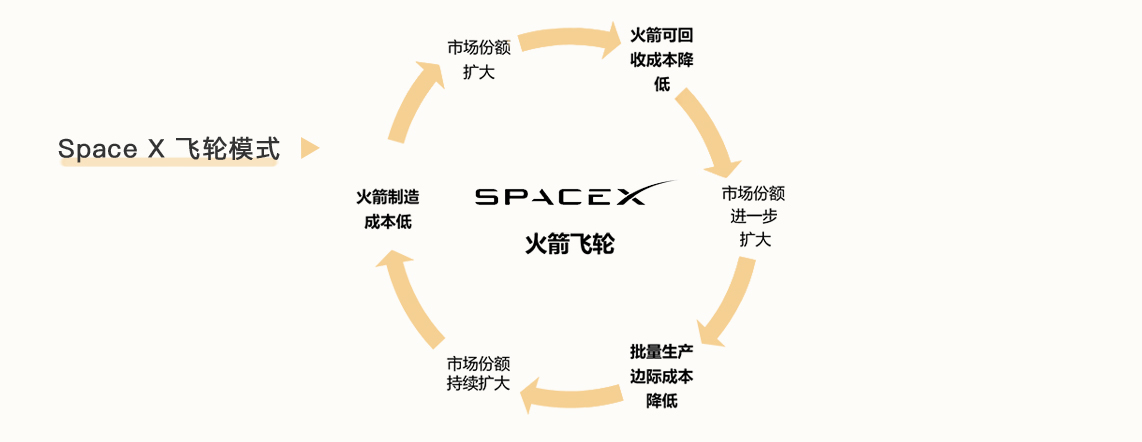 Space X 飞轮模式
市场份额
扩大
火箭可回
收成本降
低
市场份额
进一步
扩大
批量生产
边际成本
降低
市场份额
持续扩大
火箭制造
成本低
SPACEX
火箭飞轮